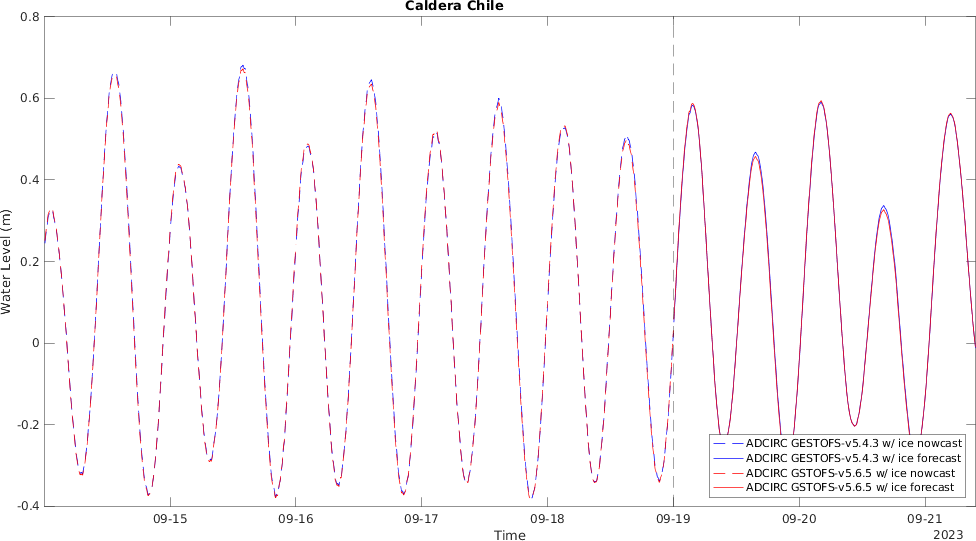 Caldera Chile
0.8
0.6
0.4
0.2
0
-0.2
-0.4
Water Level (m)
ADCIRC GESTOFS-v5.4.3 w/ ice nowcast
ADCIRC GESTOFS-v5.4.3 w/ ice forecast
ADCIRC GSTOFS-v5.6.5 w/ ice nowcast
ADCIRC GSTOFS-v5.6.5 w/ ice forecast
09-15 09-16 09-17 09-18 09-19 09-20 09-21
Time
2023